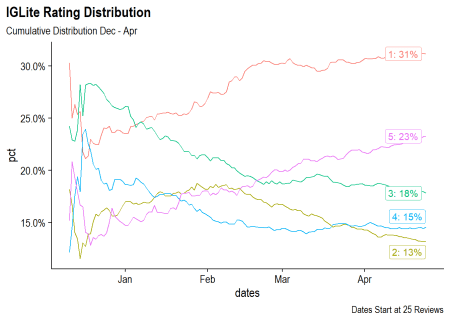 IGLite Rating Distribution
Cumulative Distribution Dec - Apr
pct
30.0%
25.0%
20.0%
15.0%
1: 31%
5: 23%
3: 18%
4: 15%
2: 13%
Jan Feb Mar Apr
dates
Dates Start at 25 Reviews